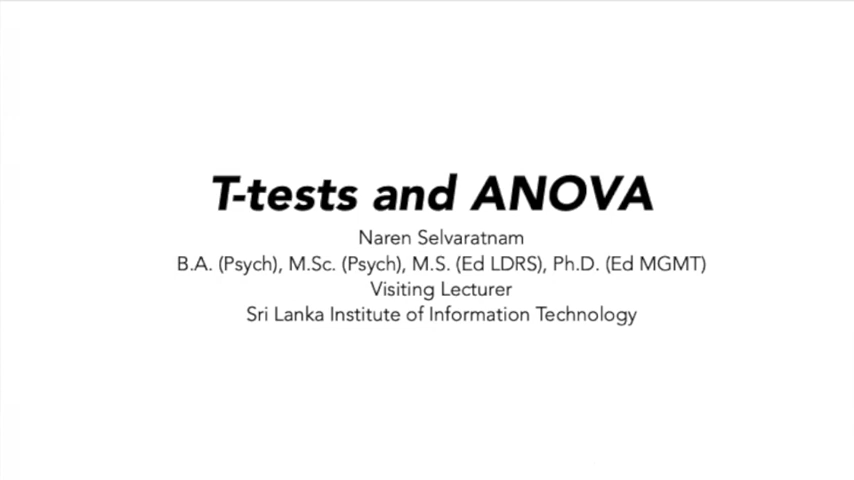 T-tests and ANOVA
Naren Selvaratnam
B.A. (Psych), M.Sc. (Psych), M.S. (Ed LDRS), Ph.D. (Ed MGMT)
Visiting Lecturer
Sri Lanka Institute of Information Technology